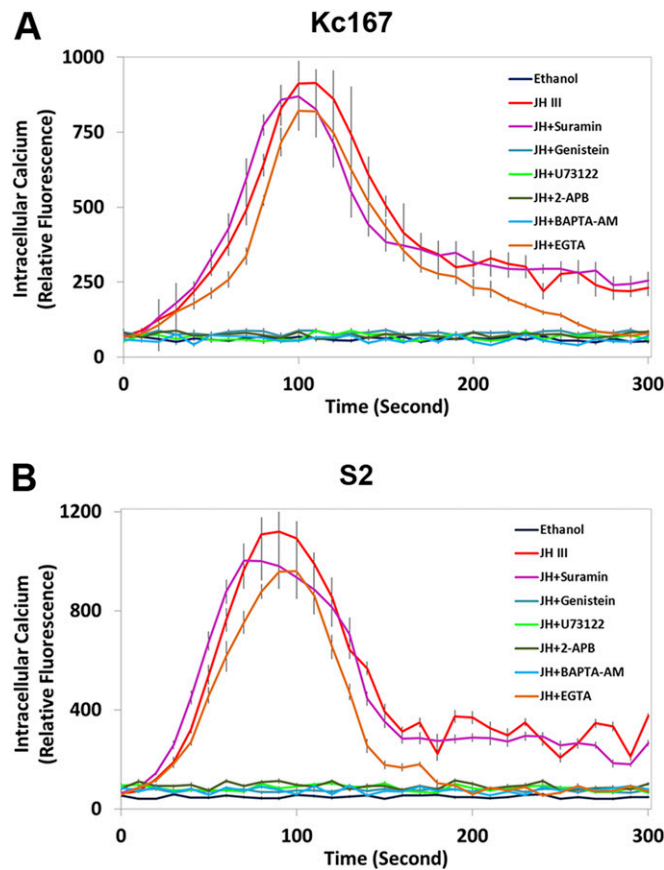 A
Kc167
Intracellular Calcium
(Relative Fluorescence)
1000
750
500
250
0
Ethanol
JH III
JH+Suramin
JH+Genistein
JH+U73122
JH+2-APB
JH+BAPTA-AM
JH+EGTA
0
100
200
300
Time (Second)
B
S2
Intracellular Calcium
(Relative Fluorescence)
1200
800
400
0
Ethanol
JH III
JH+Suramin
JH+Genistein
JH+U73122
JH+2-APB
JH+BAPTA-AM
JH+EGTA
0
100
200
300
Time (Second)